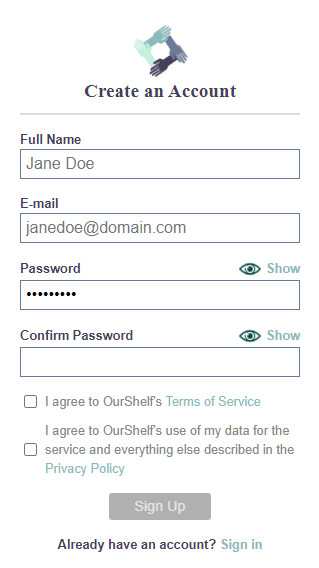 Create an Account
Full Name
Jane Doe
E-mail
janedoe@domain.com
Password
Show
•••••••••
Confirm Password
Show
I agree to OurShelf's Terms of Service
I agree to OurShelf's use of my data for the
service and everything else described in the
Privacy Policy
Sign Up
Already have an account? Sign in